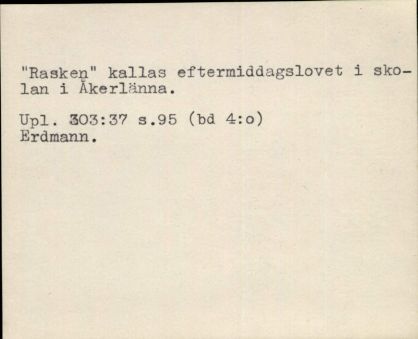 "Rasken" kallas eftermiddagslovet i sko-
lan i Åkerlänna.
Upl. 303:37 s.95 (bd 4:o)
Erdmann.